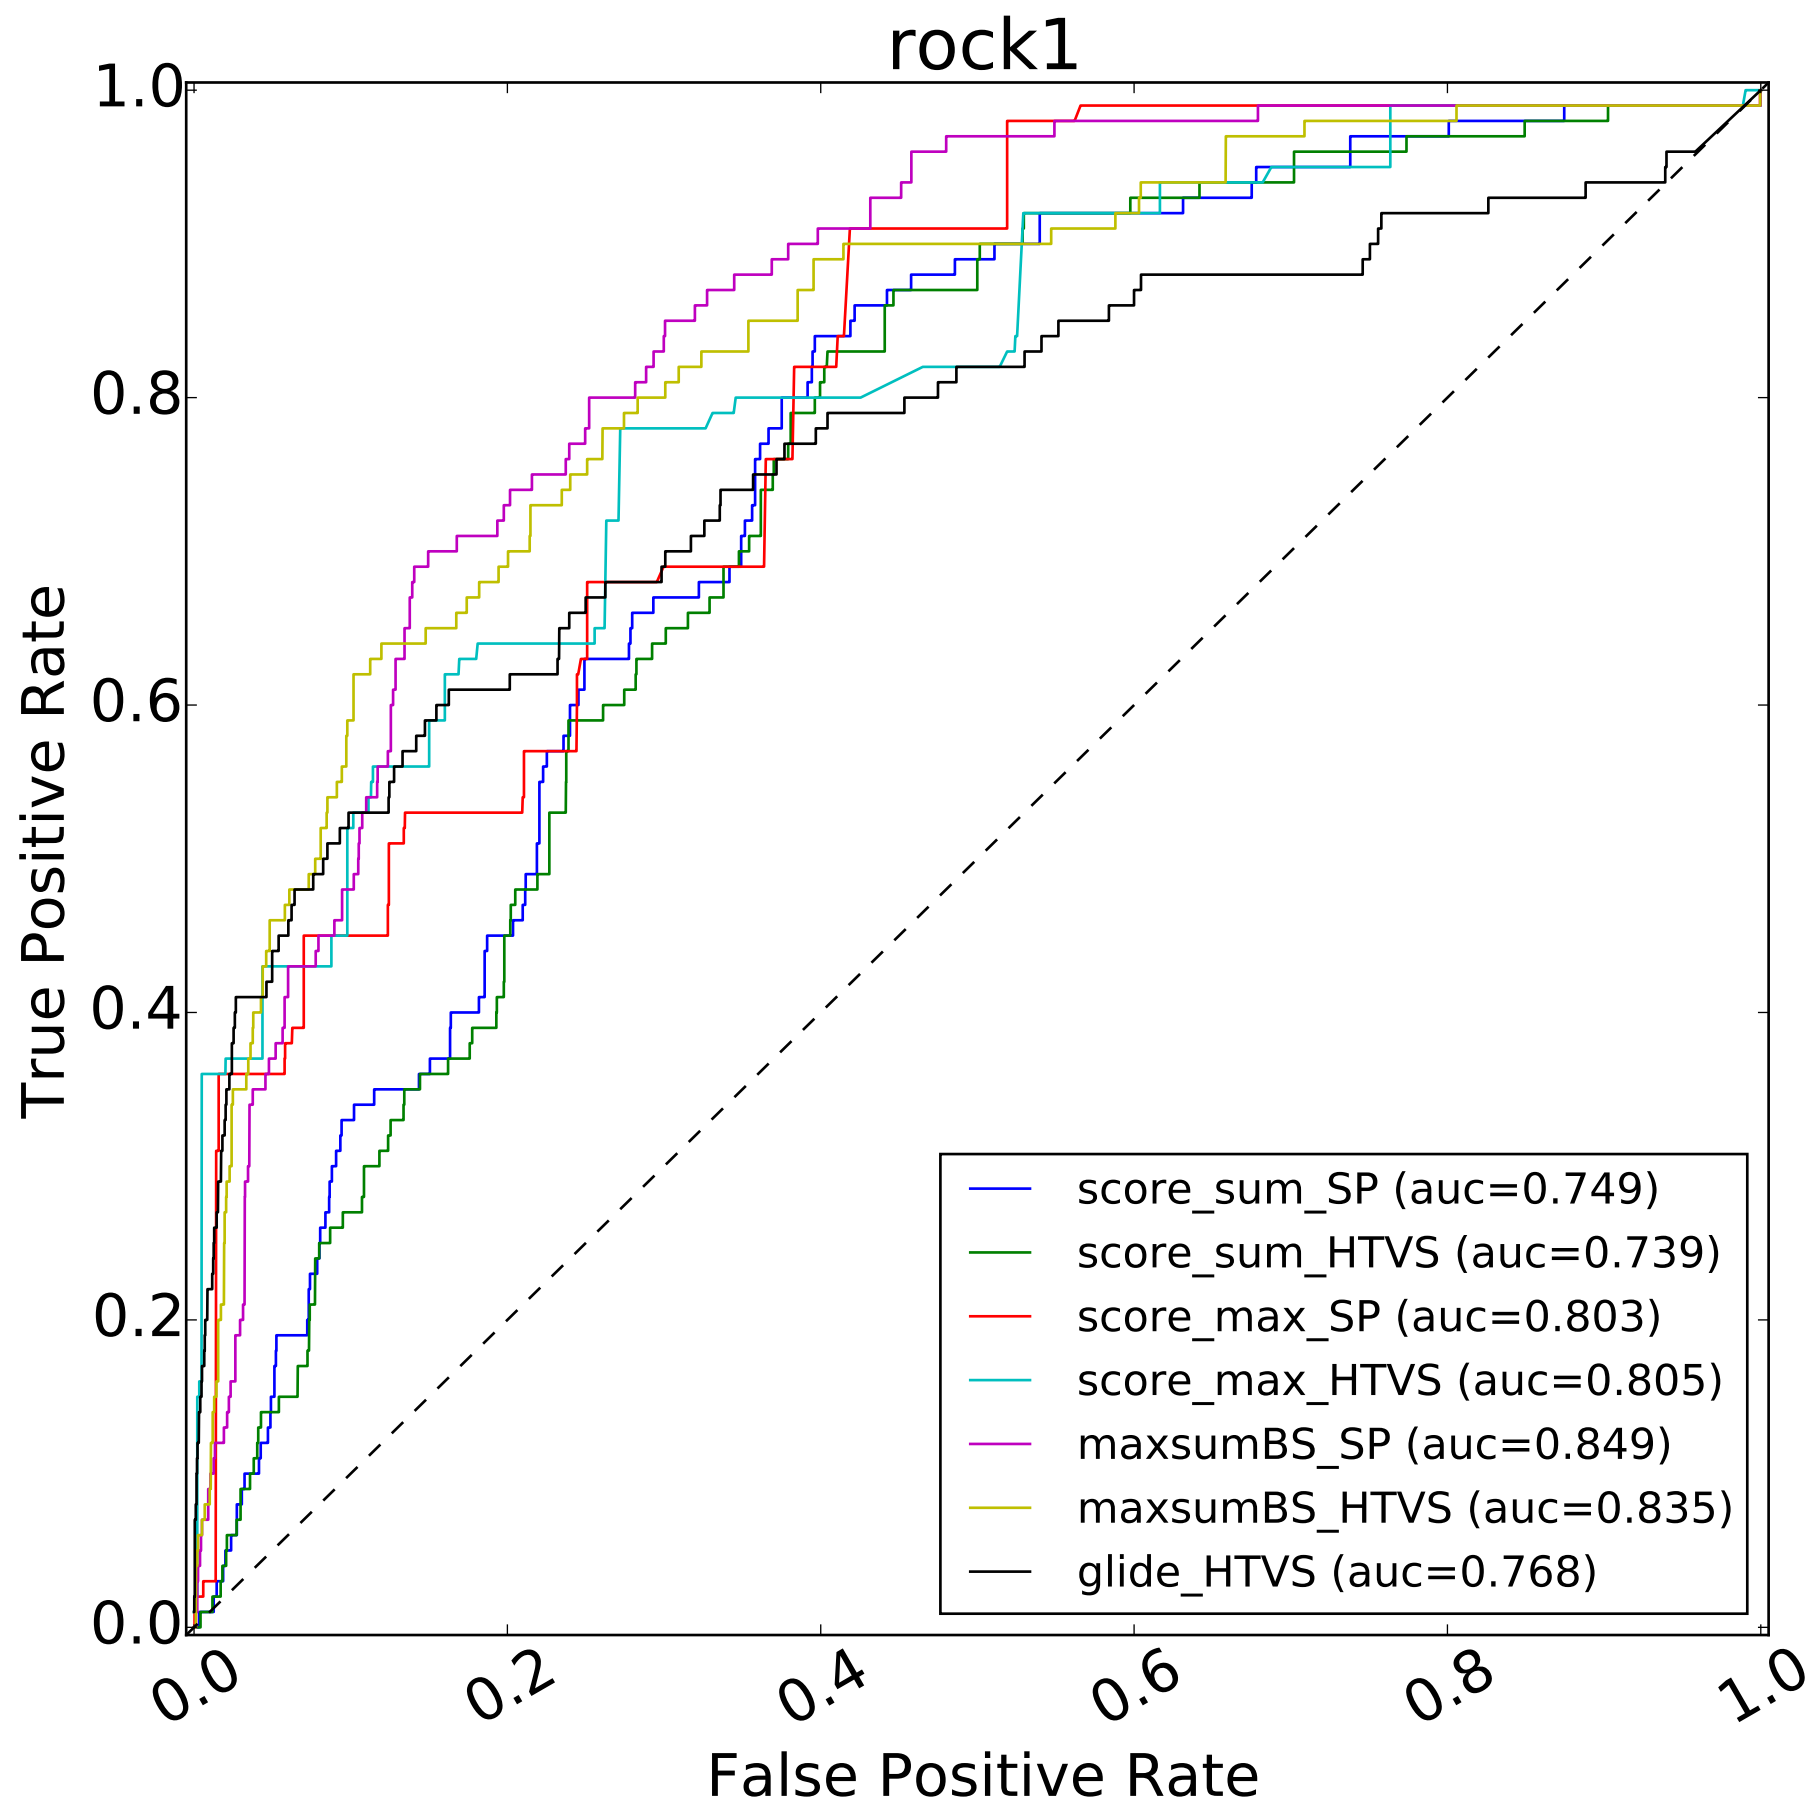 rock1
1.0
0.8
0.6
0.4
0.2
0.0
True Positive Rate
score_sum_SP (auc=0.749)
score_sum_HTVS (auc=0.739)
score_max_SP (auc=0.803)
score_max_HTVS (auc=0.805)
maxsumBS_SP (auc=0.849)
maxsumBS_HTVS (auc=0.835)
glide_HTVS (auc=0.768)
0.0 0.2 0.4 0.6 0.8 1.0
False Positive Rate